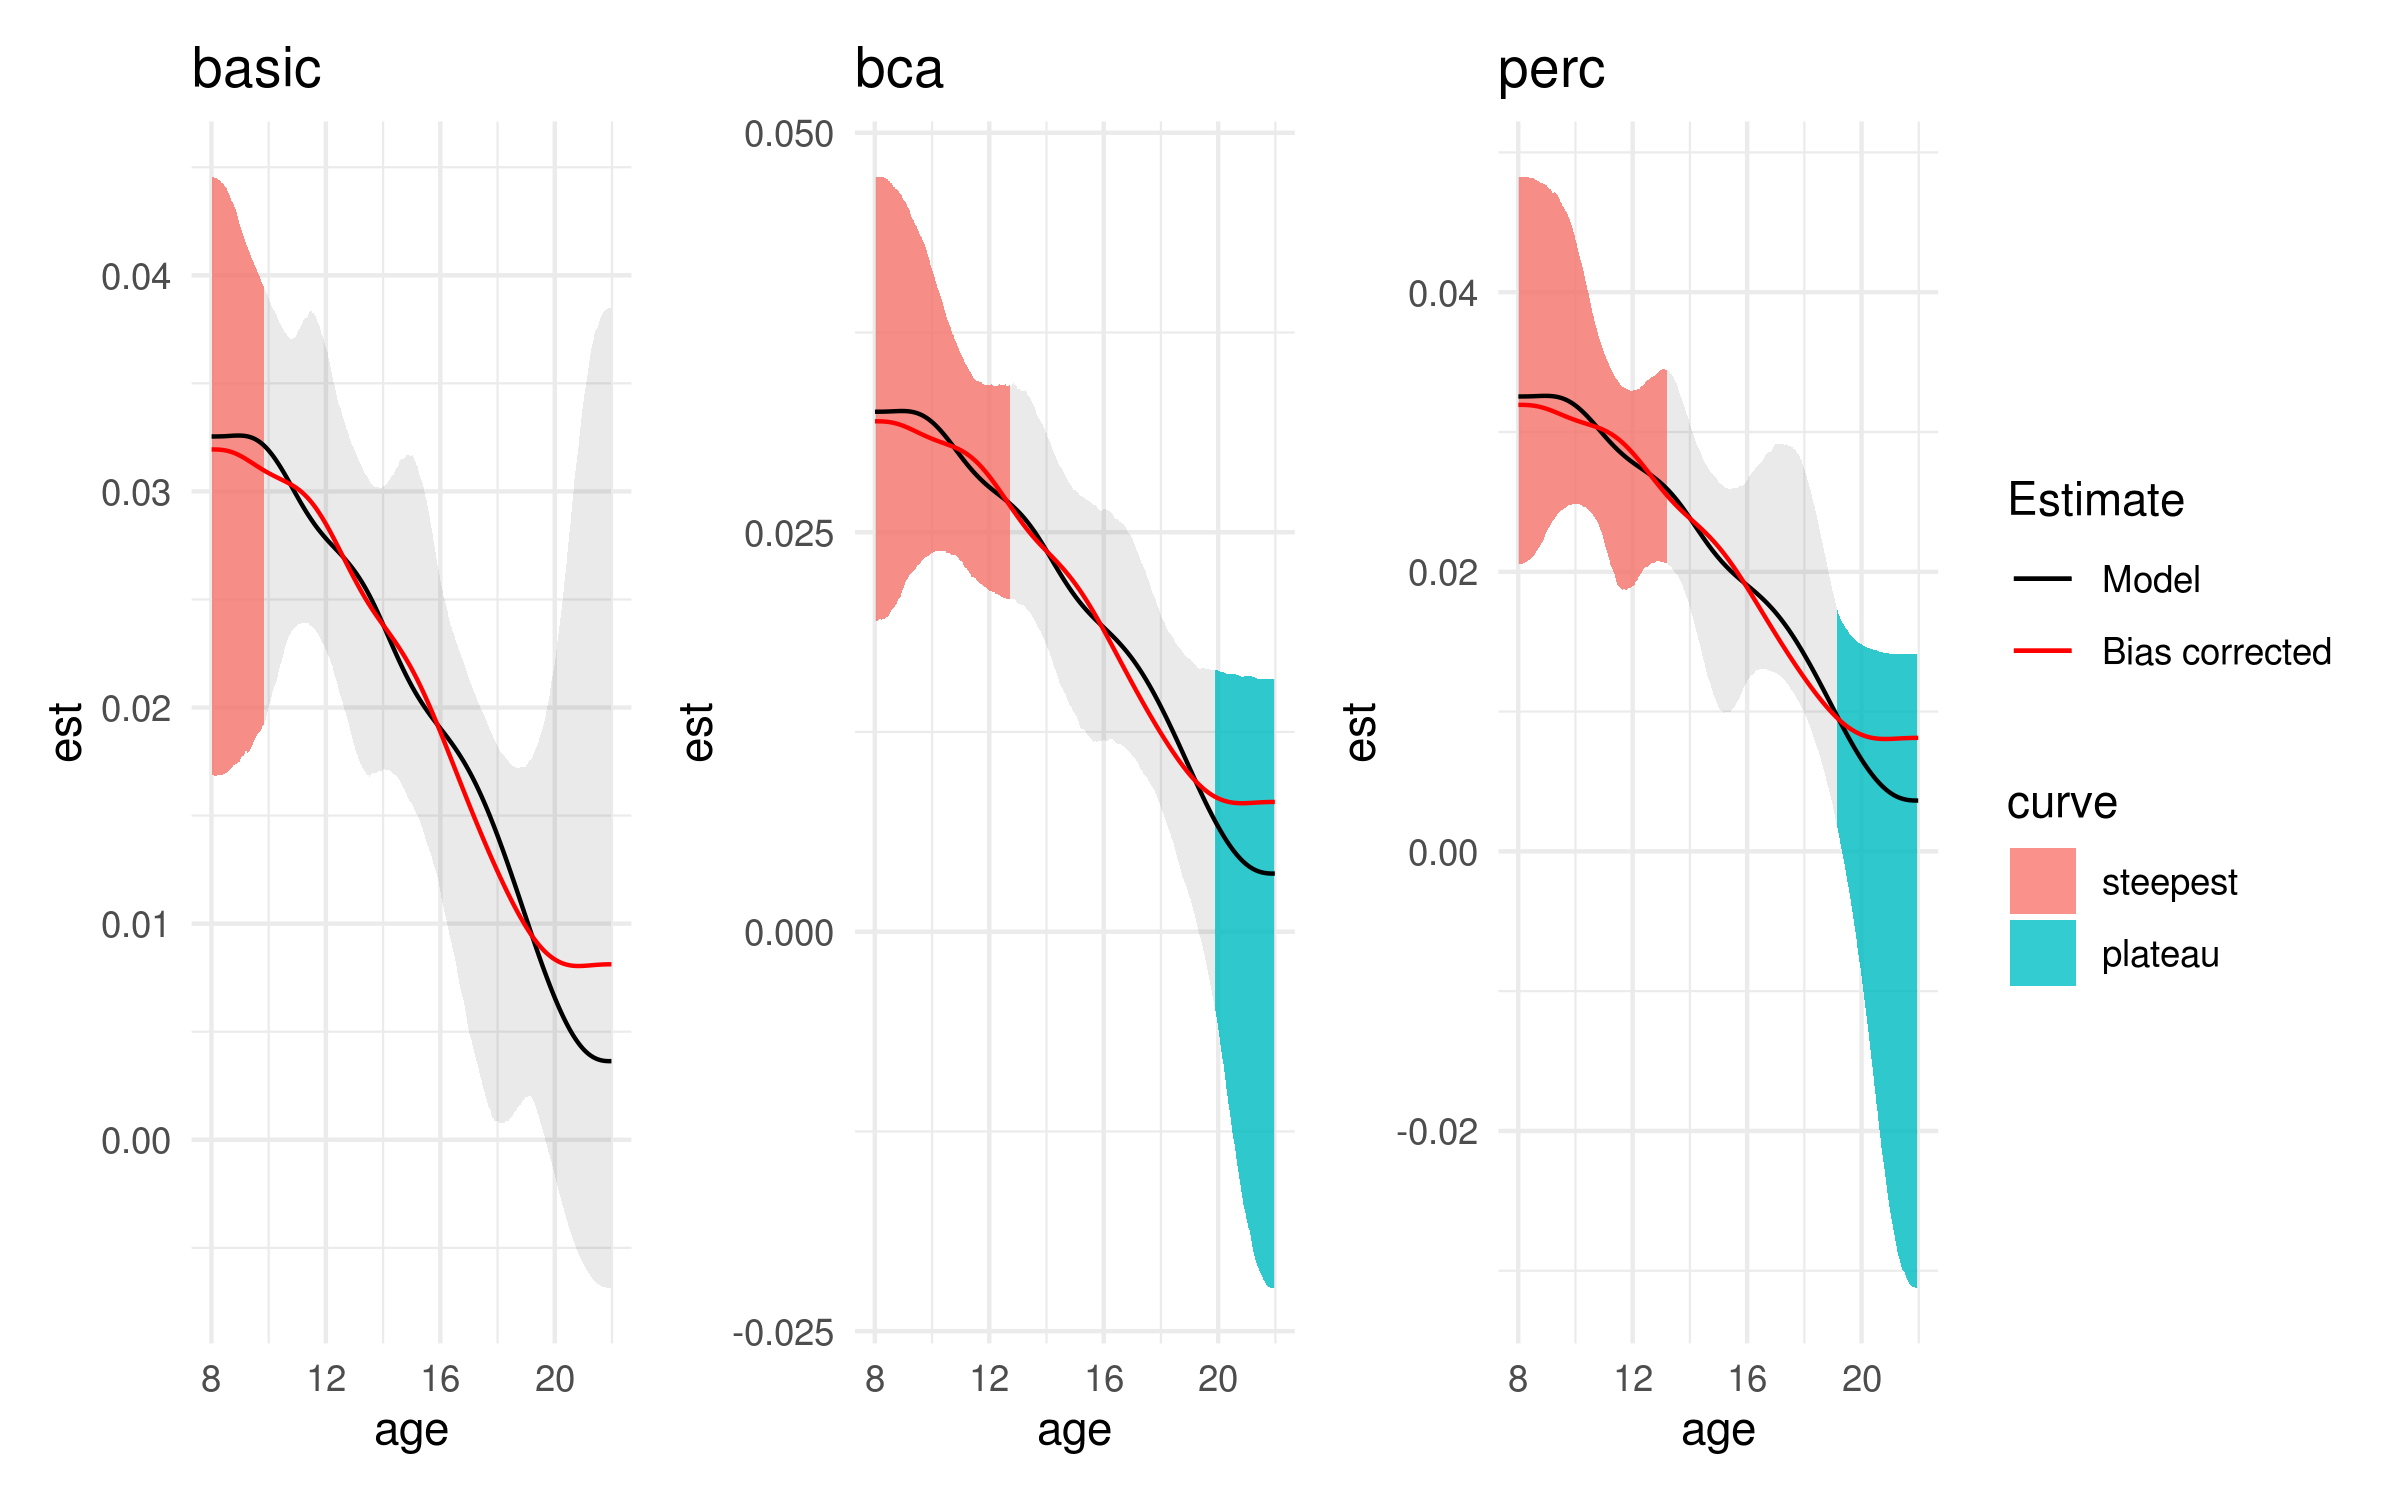 basic
bca
perc
0.04
0.03
0.02
0.01
0.00
est
8 12 16 20
age
0.050
0.025
0.000
-0.025
est
8 12 16 20
age
0.04
0.02
0.00
-0.02
est
8 12 16 20
age
Estimate
Model
Bias corrected
curve
steepest
plateau